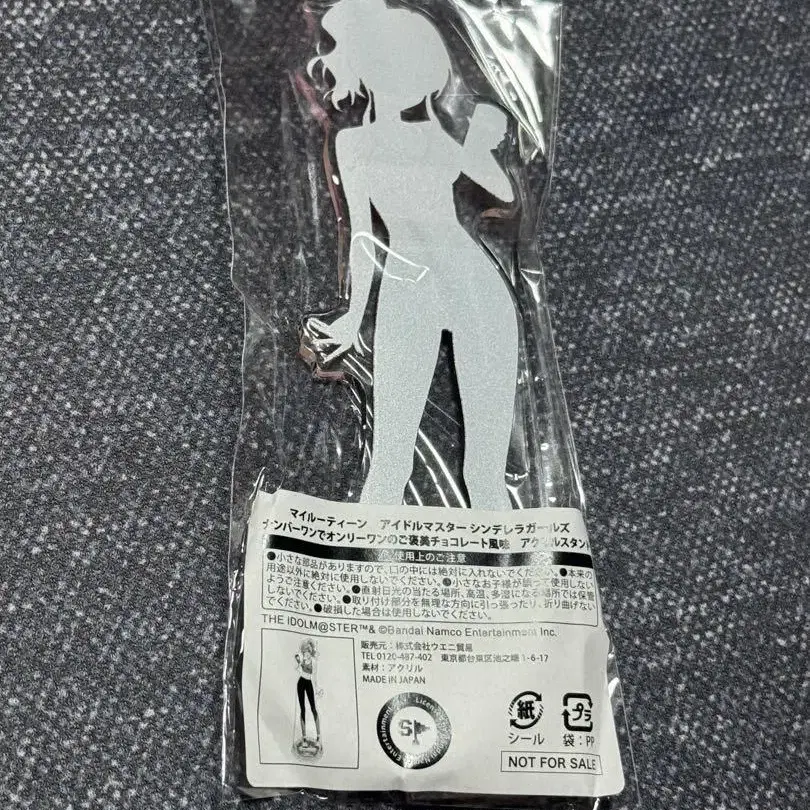 マイルーティーン　アイドルマスター シンデレラガールズ
ナンバーワンでオンリーワンのご褒美チョコレート風味　アクリルスタンド
使用上のご注意
●小さな部品がありますので、口の中には絶対に入れないでください。●本来の
用途以外に絶対に使用しないでください。●小さなお子様が誤って使用しない
ようご注意ください。●直射日光の当たる場所、高温、多湿になる場所では保管
しないでください。●取り付け部分を無理な方向に引っ張ったり、折り曲げない
でください。●破損した場合は使用しないでください。
THE IDOLM@STER™& ©Bandai Namco Entertainment Inc.
販売元：株式会社ウエニ貿易
TEL 0120-487-402　東京都台東区池之端1-6-17
素材：アクリル
MADE IN JAPAN
紙
シール
プラ
袋：PP
NOT FOR SALE